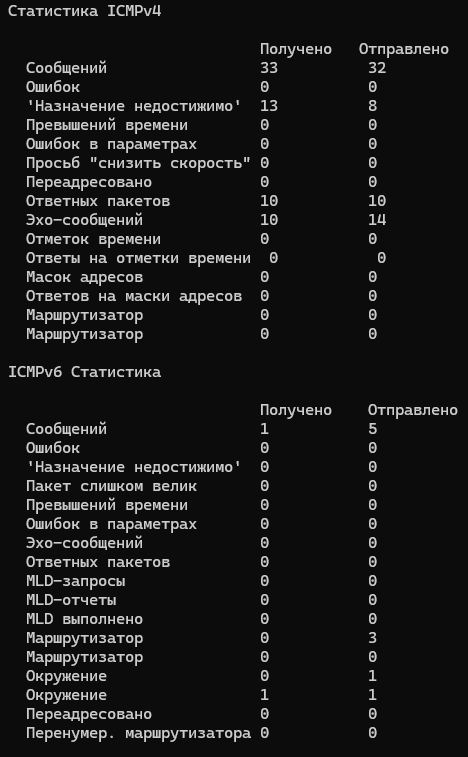 Статистика ICMPv4
Получено Отправлено
Сообщений 33 32
Ошибок 0 0
'Назначение недостижимо' 13 8
Превышений времени 0 0
Ошибок в параметрах 0 0
Просьб "снизить скорость" 0 0
Переадресовано 0 0
Ответных пакетов 10 10
Эхо-сообщений 10 14
Отметок времени 0 0
Ответы на отметки времени 0 0
Масок адресов 0 0
Ответов на маски адресов 0 0
Маршрутизатор 0 0
Маршрутизатор 0 0
ICMPv6 Статистика
Получено Отправлено
Сообщений 1 5
Ошибок 0 0
'Назначение недостижимо' 0 0
Пакет слишком велик 0 0
Превышений времени 0 0
Ошибок в параметрах 0 0
Эхо-сообщений 0 0
Ответных пакетов 0 0
MLD-запросы 0 0
MLD-отчеты 0 0
MLD выполнено 0 0
Маршрутизатор 0 3
Маршрутизатор 0 0
Окружение 0 1
Окружение 1 1
Переадресовано 0 0
Перенумер. маршрутизатора 0 0